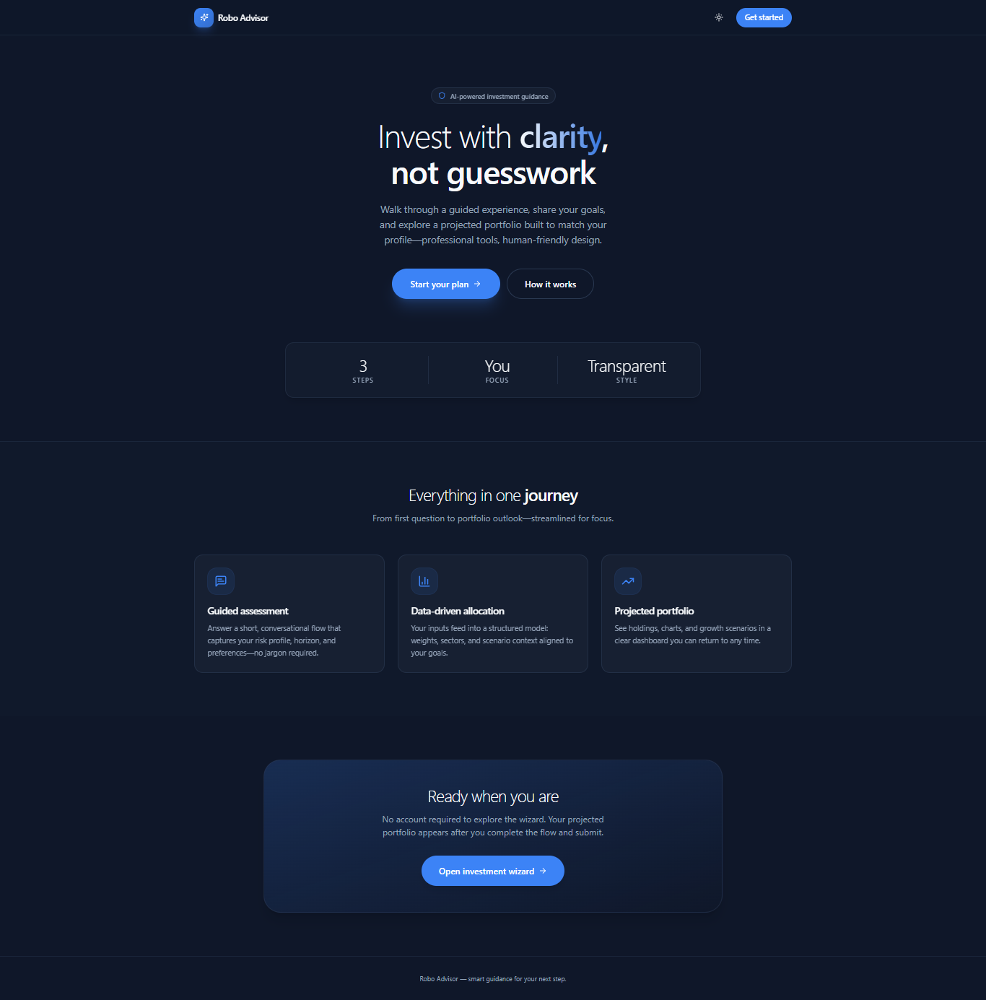 Robo Advisor
Get started
AI-powered investment guidance
Invest with clarity,
not guesswork
Walk through a guided experience, share your goals,
and explore a projected portfolio built to match your
profile—professional tools, human-friendly design.
Start your plan
How it works
3
STEPS
You
FOCUS
Transparent
STYLE
Everything in one journey
From first question to portfolio outlook—streamlined for focus.
Guided assessment
Answer a short, conversational flow that
captures your risk profile, horizon, and
preferences—no jargon required.
Data-driven allocation
Your inputs feed into a structured model:
weights, sectors, and scenario context aligned to
your goals.
Projected portfolio
See holdings, charts, and growth scenarios in a
clear dashboard you can return to any time.
Ready when you are
No account required to explore the wizard. Your projected
portfolio appears after you complete the flow and submit.
Open investment wizard
Robo Advisor — smart guidance for your next step.